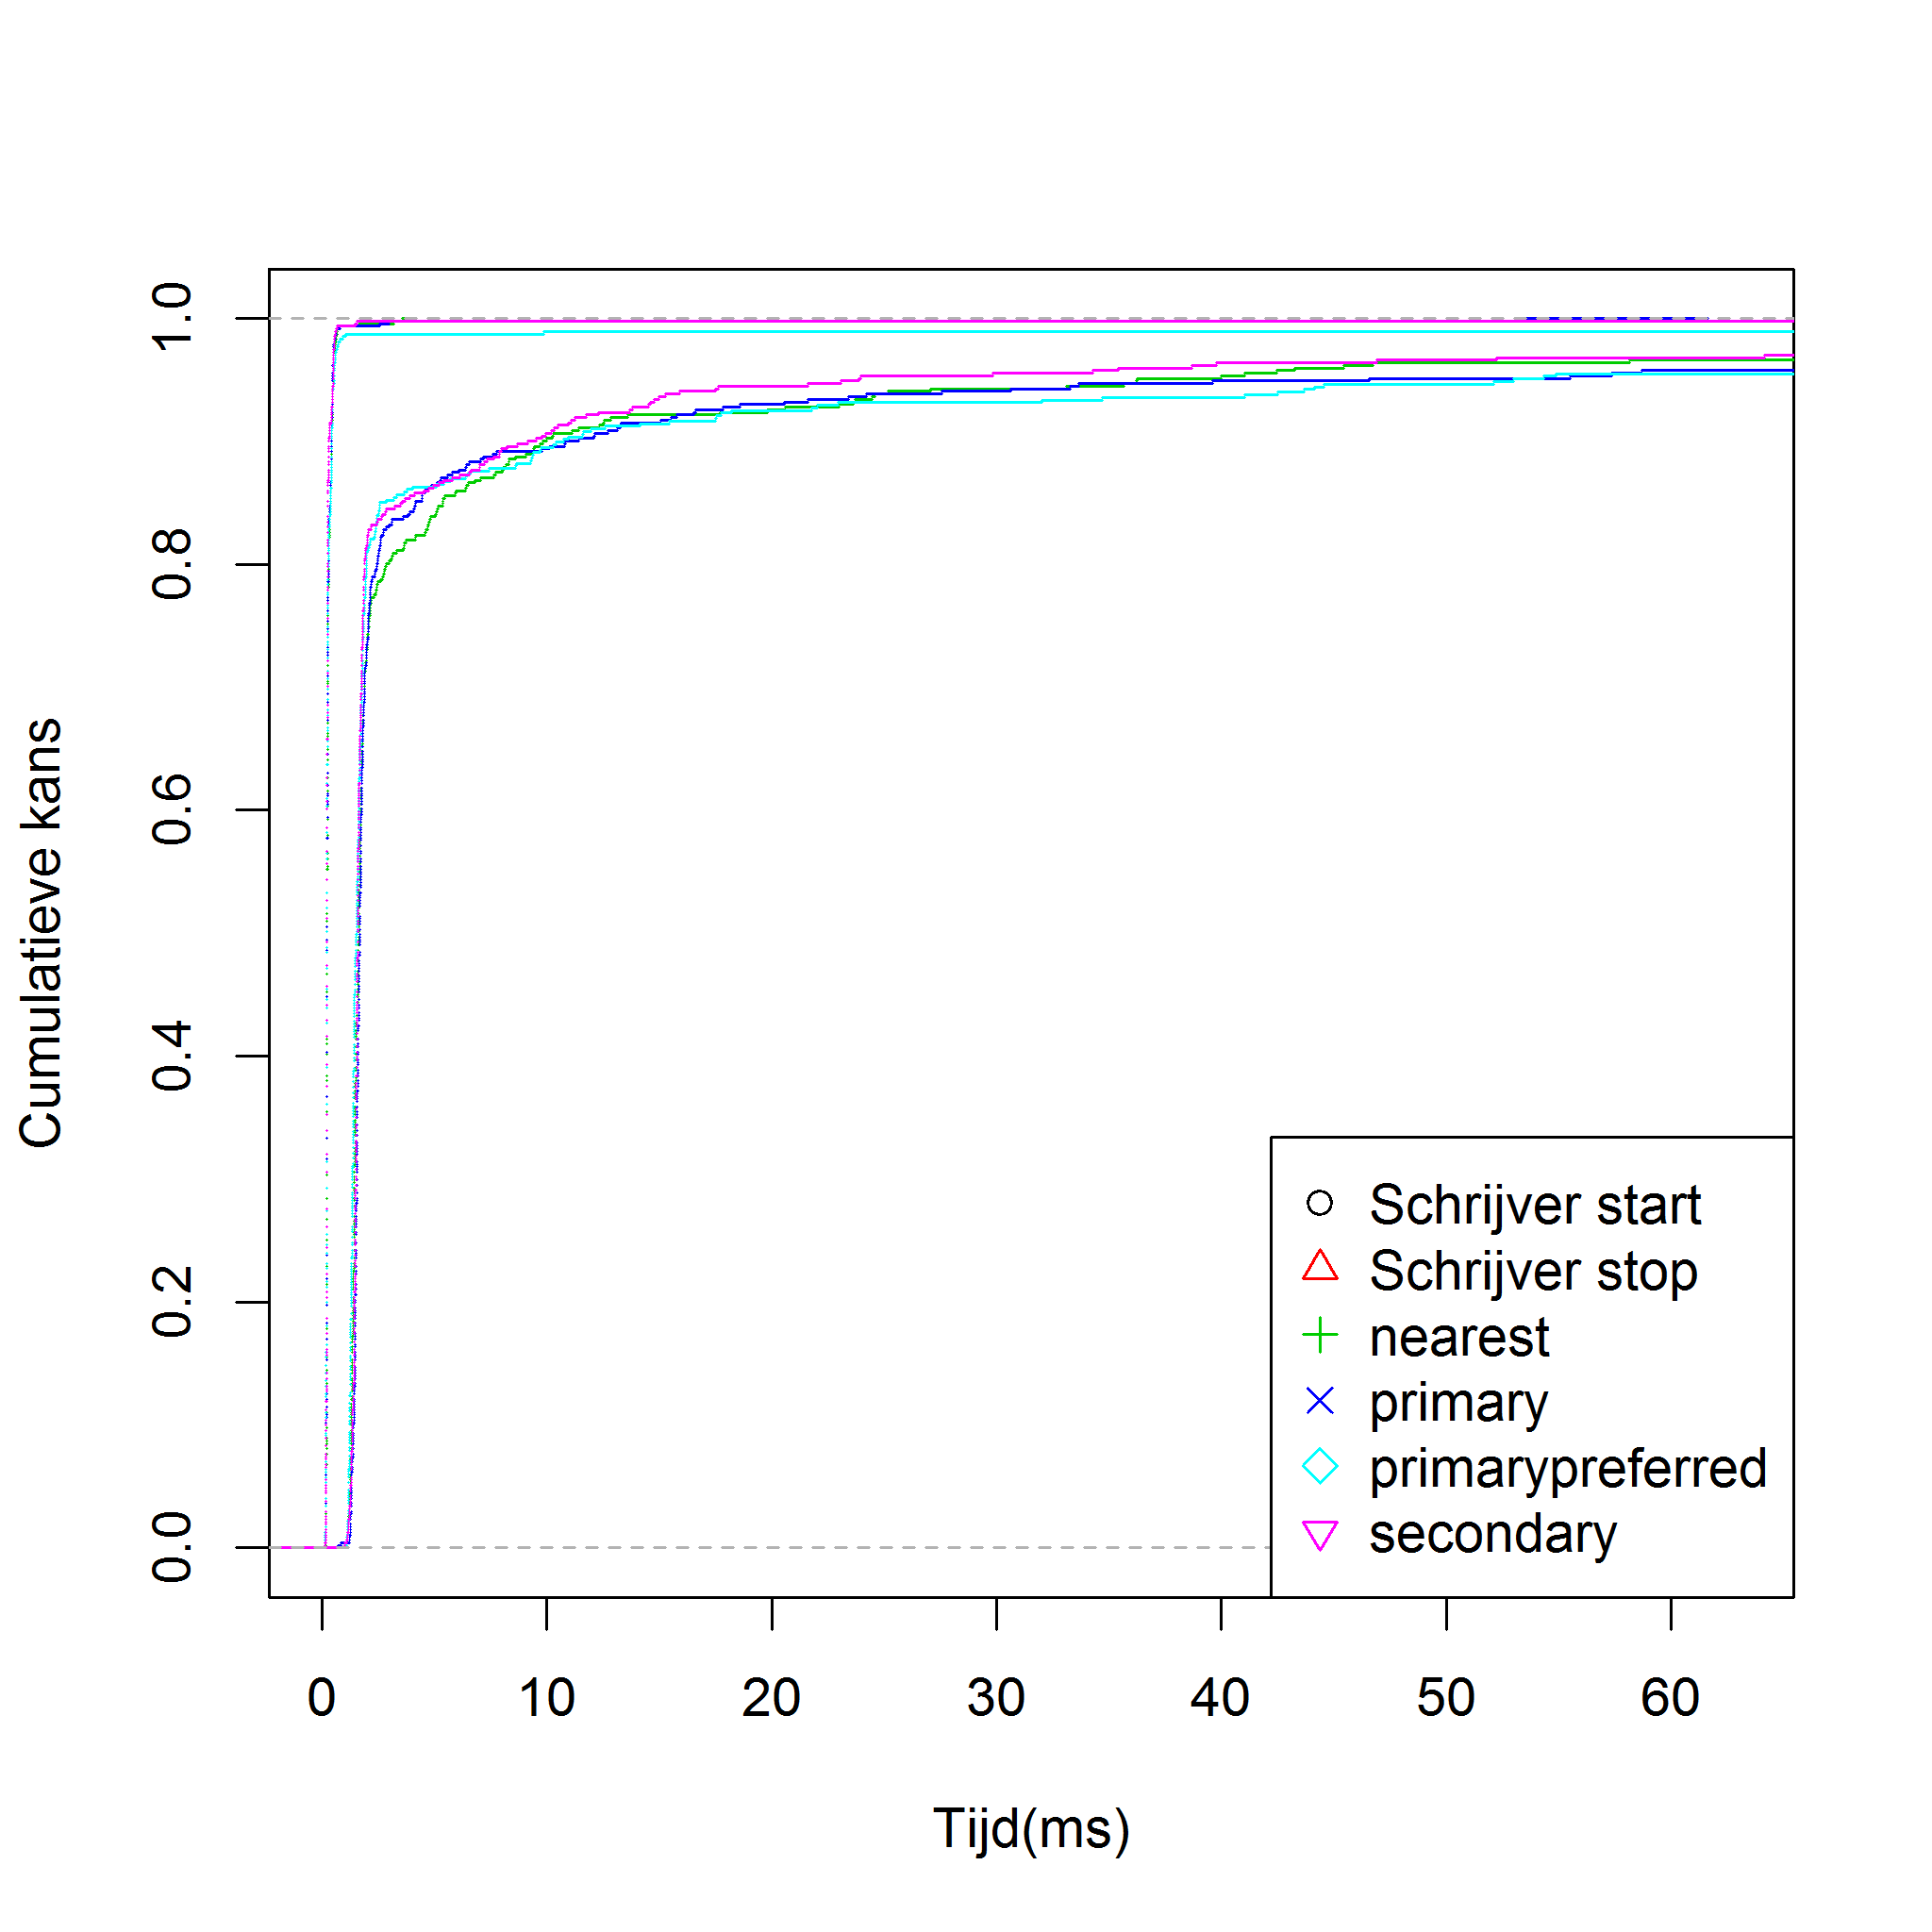 Cumulatieve kans
1.0
0.8
0.6
0.4
0.2
0.0
Schrijver start
Schrijver stop
nearest
primary
primarypreferred
secondary
0 10 20 30 40 50 60
Tijd(ms)